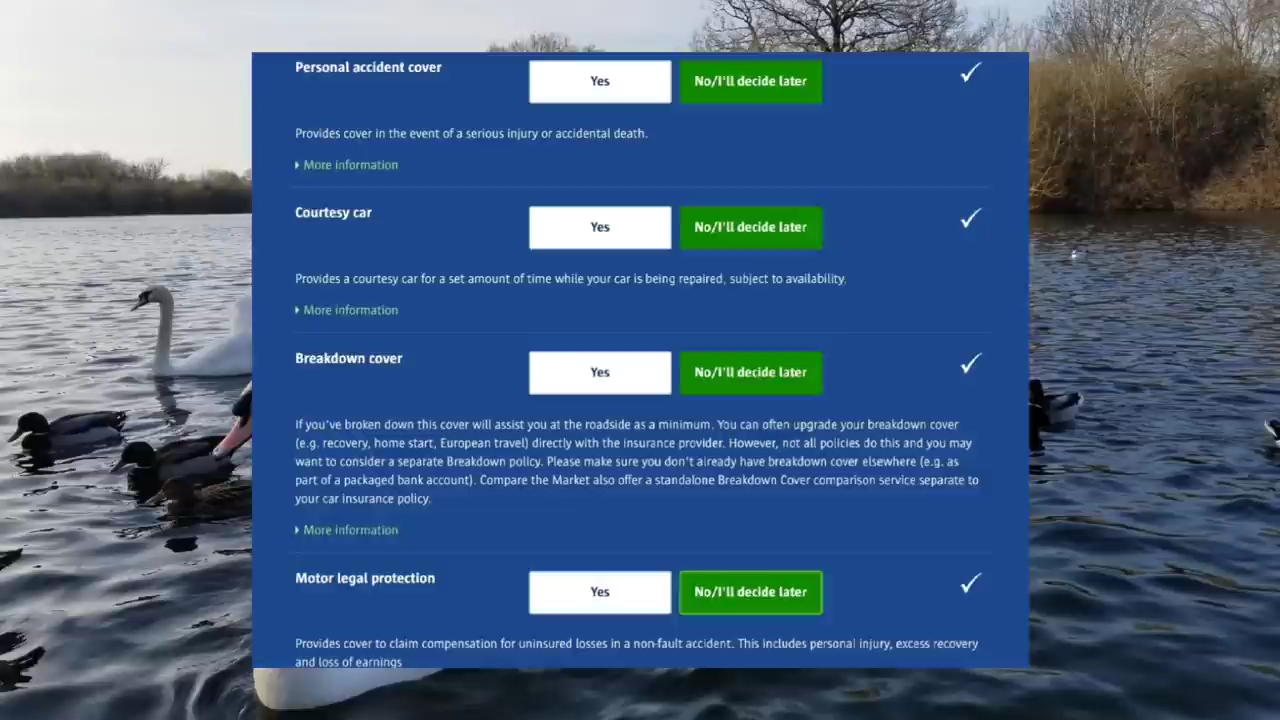 Personal accident cover
Yes
No/I'll decide later
Provides cover in the event of a serious injury or accidental death.
More information
Courtesy car
Yes
No/I'll decide later
Provides a courtesy car for a set amount of time while your car is being repaired, subject to availability.
More information
Breakdown cover
Yes
No/I'll decide later
If you've broken down this cover will assist you at the roadside as a minimum. You can often upgrade your breakdown cover
(e.g. recovery, home start, European travel) directly with the insurance provider. However, not all policies do this and you may
want to consider a separate Breakdown policy. Please make sure you don't already have breakdown cover elsewhere (e.g. as
part of a packaged bank account). Compare the Market also offer a standalone Breakdown Cover comparison service separate to
your car insurance policy.
More information
Motor legal protection
Yes
No/I'll decide later
Provides cover to claim compensation for uninsured losses in a non-fault accident. This includes personal injury, excess recovery
and loss of earnings